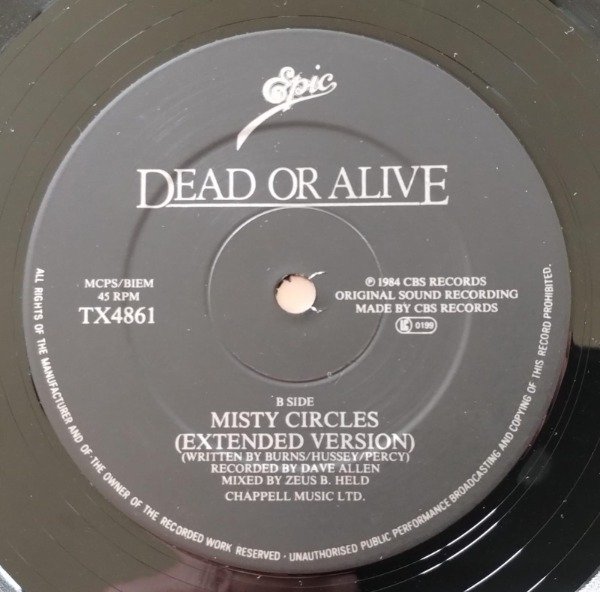 Epic
DEAD OR ALIVE
MCPS/BIEM
45 RPM
TX4861
℗ 1984 CBS RECORDS
ORIGINAL SOUND RECORDING
MADE BY CBS RECORDS
LC 0199
B SIDE
MISTY CIRCLES
(EXTENDED VERSION)
(WRITTEN BY BURNS/HUSSEY/PERCY)
RECORDED BY DAVE ALLEN
MIXED BY ZEUS B. HELD
CHAPPELL MUSIC LTD.
ALL RIGHTS OF THE MANUFACTURER AND OF THE OWNER OF THE RECORDED WORK RESERVED · UNAUTHORISED PUBLIC PERFORMANCE BROADCASTING AND COPYING OF THIS RECORD PROHIBITED.